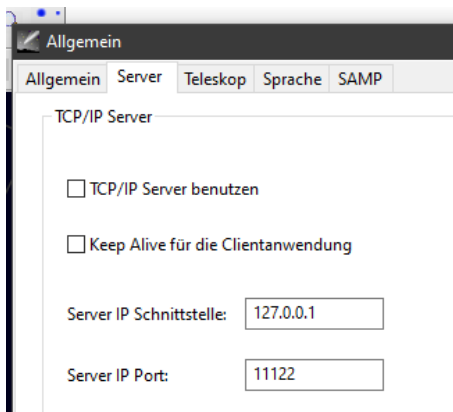 Allgemein
Allgemein Server Teleskop Sprache SAMP
TCP/IP Server
TCP/IP Server benutzen
Keep Alive für die Clientanwendung
Server IP Schnittstelle: 127.0.0.1
Server IP Port: 11122